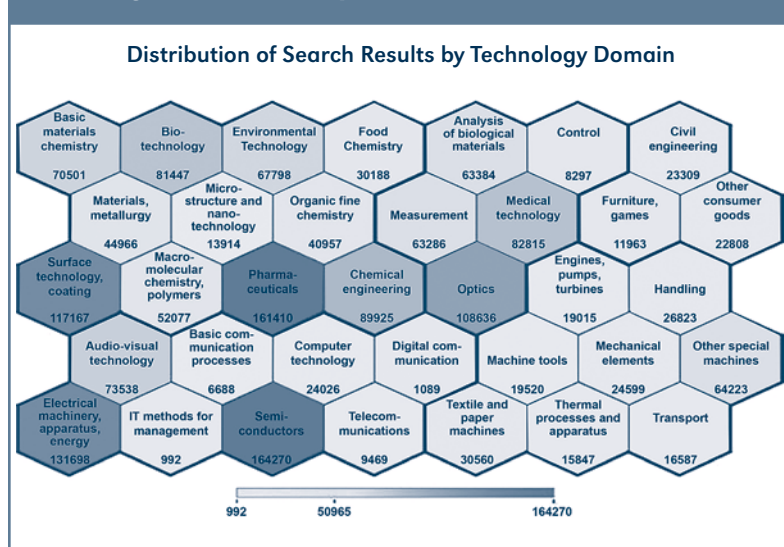 Distribution of Search Results by Technology Domain
Basic
materials
chemistry
70501
Bio-
technology
81447
Environmental
Technology
67798
Food
Chemistry
30188
Analysis
of biological
materials
63384
Control
8297
Civil
engineering
23309
Materials,
metallurgy
44966
Micro-
structure and
nano-
technology
13914
Organic fine
chemistry
40957
Measurement
63286
Medical
technology
82815
Furniture,
games
11963
Other
consumer
goods
22808
Surface
technology,
coating
117167
Macro-
molecular
chemistry,
polymers
52077
Pharma-
ceuticals
161410
Chemical
engineering
89925
Optics
108636
Engines,
pumps,
turbines
19015
Handling
26823
Audio-visual
technology
73538
Basic com-
munication
processes
6688
Computer
technology
24026
Digital com-
munication
1089
Machine tools
19520
Mechanical
elements
24599
Other special
machines
64223
Electrical
machinery,
apparatus,
energy
131698
IT methods for
management
992
Semi-
conductors
164270
Telecom-
munications
9469
Textile and
paper
machines
30560
Thermal
processes and
apparatus
15847
Transport
16587
992
50965
164270